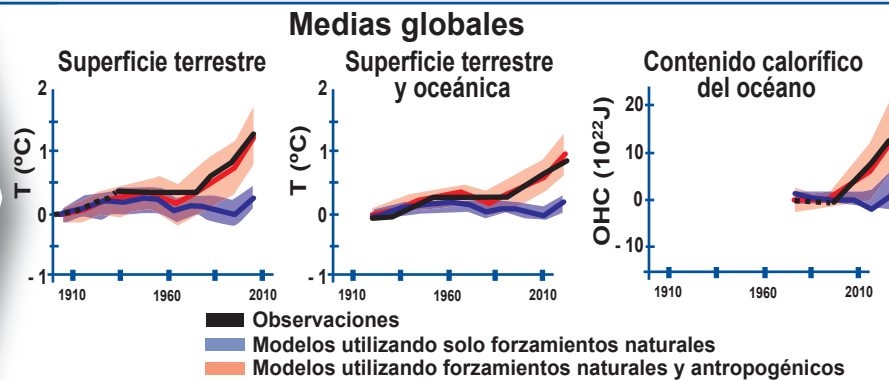 Medias globales
Superficie terrestre
Superficie terrestre
y oceánica
Contenido calorífico
del océano
T (ºC)
2
1
0
- 1
1910
1960
2010
T (ºC)
2
1
0
- 1
1910
1960
2010
OHC (10²²J)
20
10
0
- 10
1910
1960
2010
Observaciones
Modelos utilizando solo forzamientos naturales
Modelos utilizando forzamientos naturales y antropogénicos